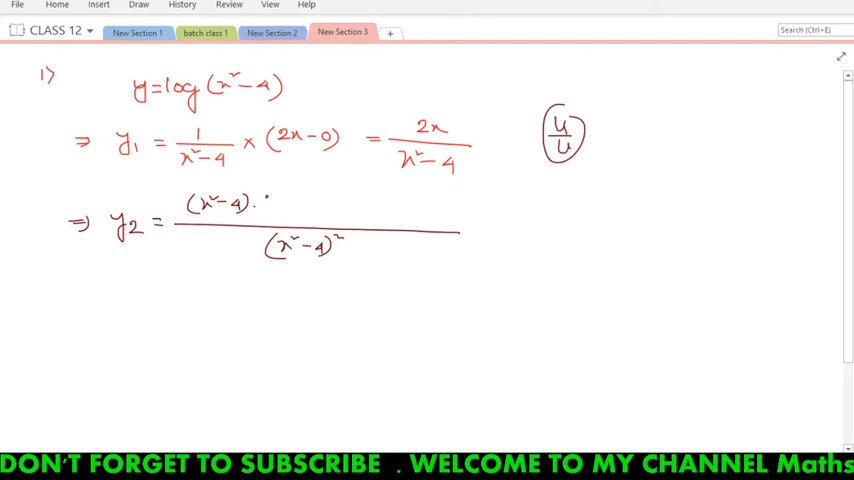 File Home Insert Draw History Review View Help
CLASS 12 New Section 1 batch class 1 New Section 2 New Section 3 + Search (Ctrl+E)
1)
y=log(x²-4)
⇒ y₁ = 1/(x²-4) × (2x-0) = 2x/(x²-4)
u/u
⇒ y₂ = (x²-4).
(x²-4)²
DON'T FORGET TO SUBSCRIBE . WELCOME TO MY CHANNEL Maths